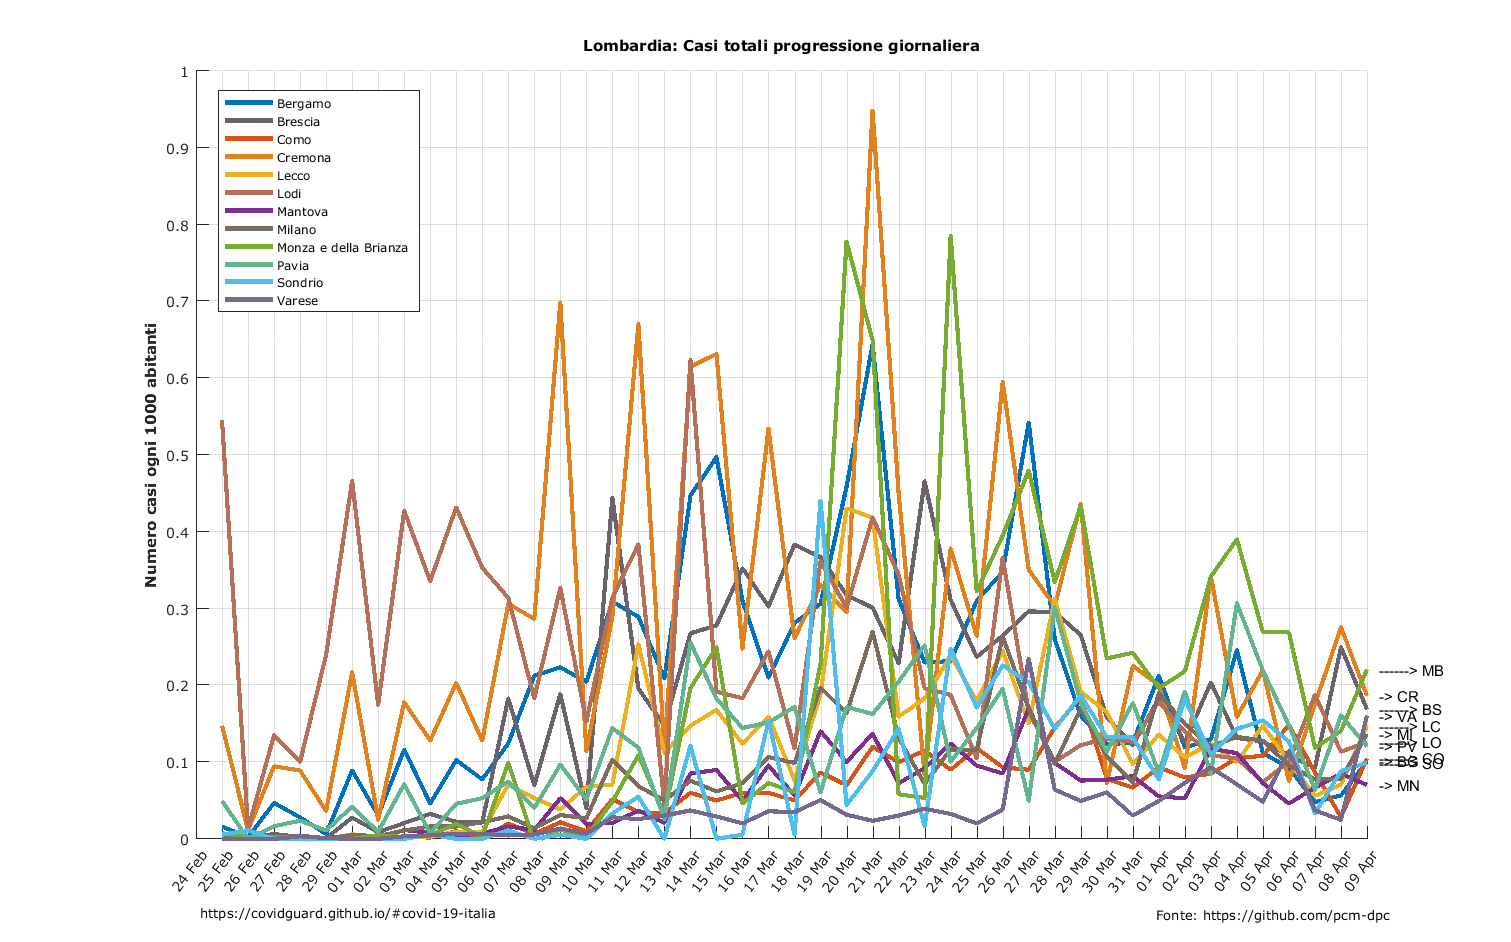 Lombardia: Casi totali progressione giornaliera
Numero casi ogni 1000 abitanti
1
0.9
0.8
0.7
0.6
0.5
0.4
0.3
0.2
0.1
0
Bergamo
Brescia
Como
Cremona
Lecco
Lodi
Mantova
Milano
Monza e della Brianza
Pavia
Sondrio
Varese
-------> MB
-> CR
-------> BS
-> VA
-------> LC
-> MI
-------> LO
-> PV
-------> CO
-> BG
-------> SO
-> MN
24 Feb
25 Feb
26 Feb
27 Feb
28 Feb
29 Feb
01 Mar
02 Mar
03 Mar
04 Mar
05 Mar
06 Mar
07 Mar
08 Mar
09 Mar
10 Mar
11 Mar
12 Mar
13 Mar
14 Mar
15 Mar
16 Mar
17 Mar
18 Mar
19 Mar
20 Mar
21 Mar
22 Mar
23 Mar
24 Mar
25 Mar
26 Mar
27 Mar
28 Mar
29 Mar
30 Mar
31 Mar
01 Apr
02 Apr
03 Apr
04 Apr
05 Apr
06 Apr
07 Apr
08 Apr
09 Apr
https://covidguard.github.io/#covid-19-italia
Fonte: https://github.com/pcm-dpc